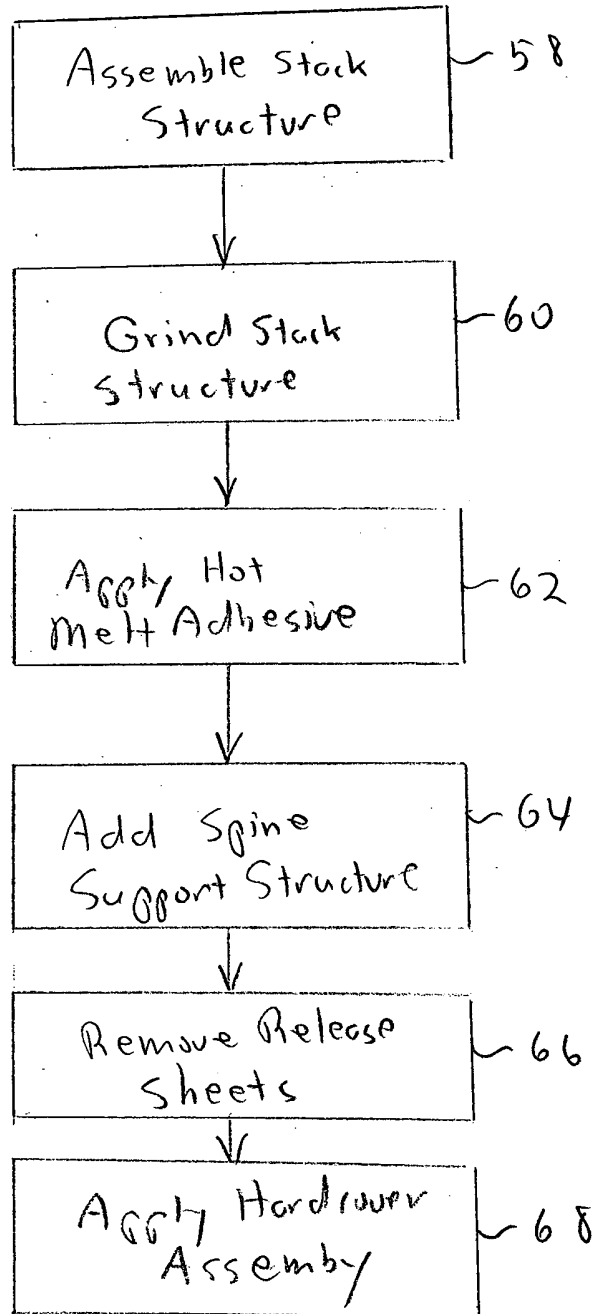 Assemble Stack
Structure
58
Grind Stack
Structure
60
Apply Hot
Melt Adhesive
62
Add Spine
Support Structure
64
Remove Release
Sheets
66
Apply Hardcover
Assemby
68